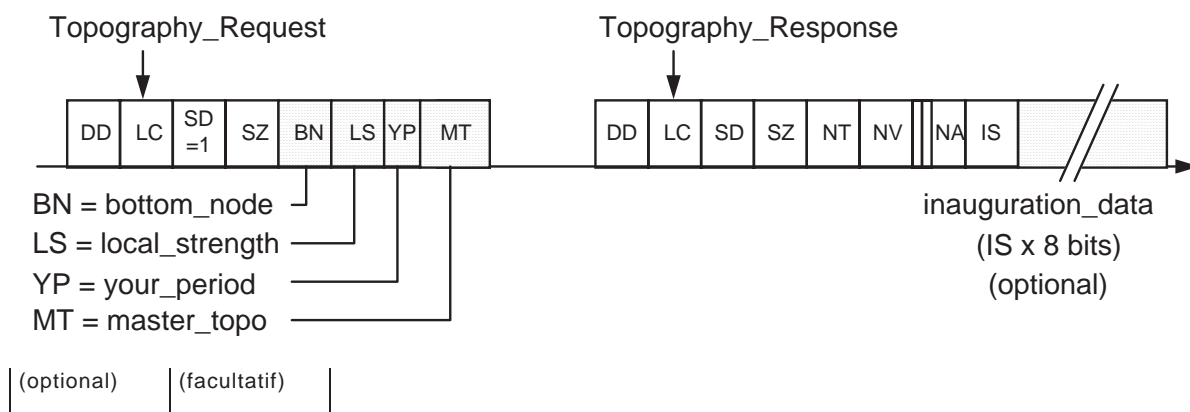 Topography_Request Topography_Response
DD LC SD =1 SZ BN LS YP MT DD LC SD SZ NT NV NA IS
BN = bottom_node
LS = local_strength
YP = your_period
MT = master_topo
inauguration_data
(IS x 8 bits)
(optional)
(optional) (facultatif)